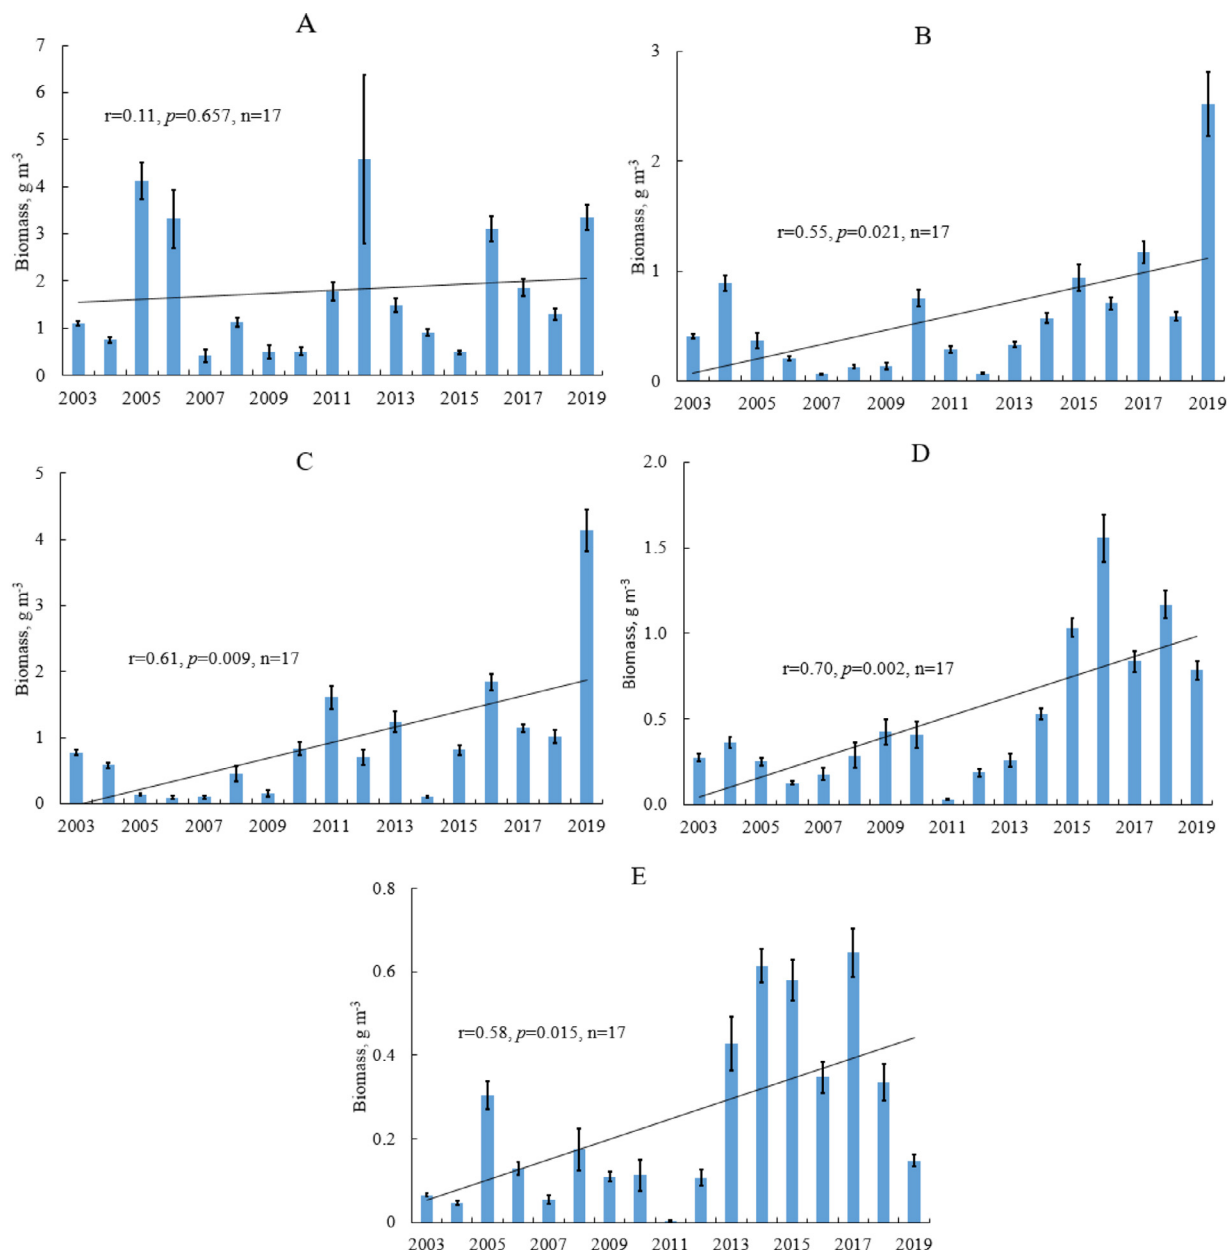 A
Biomass, g m-3
7
6
5
4
3
2
1
0
r=0.11, p=0.657, n=17
2003 2005 2007 2009 2011 2013 2015 2017 2019
B
Biomass, g m-3
3
2
1
0
r=0.55, p=0.021, n=17
2003 2005 2007 2009 2011 2013 2015 2017 2019
C
Biomass, g m-3
5
4
3
2
1
0
r=0.61, p=0.009, n=17
2003 2005 2007 2009 2011 2013 2015 2017 2019
D
Biomass, g m-3
2.0
1.5
1.0
0.5
0.0
r=0.70, p=0.002, n=17
2003 2005 2007 2009 2011 2013 2015 2017 2019
E
Biomass, g m-3
0.8
0.6
0.4
0.2
0
r=0.58, p=0.015, n=17
2003 2005 2007 2009 2011 2013 2015 2017 2019